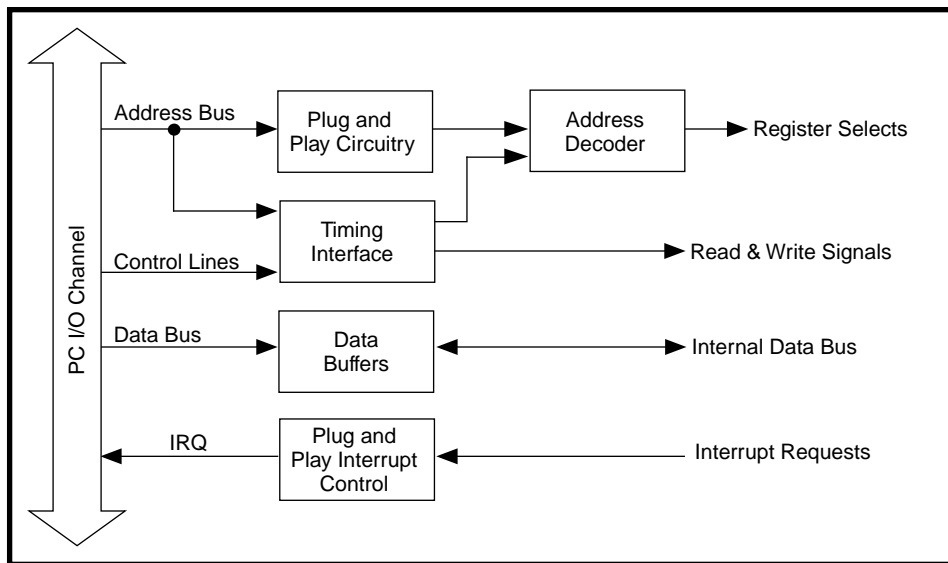 Address Bus
Plug and
Play Circuitry
Address
Decoder
Register Selects
Timing
Interface
Control Lines
Read & Write Signals
PC I/O Channel
Data Bus
Data
Buffers
Internal Data Bus
IRQ
Plug and
Play Interrupt
Control
Interrupt Requests